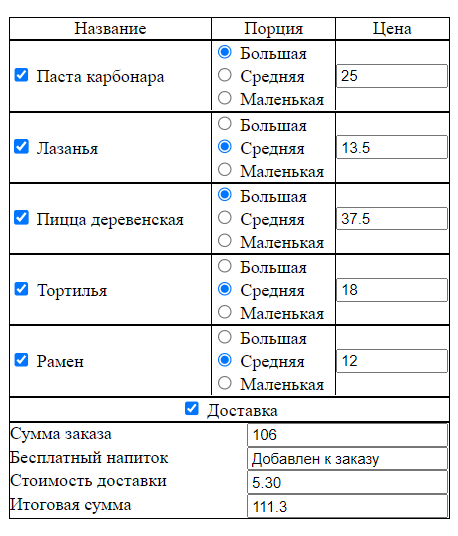 Название Порция Цена
Большая
Паста карбонара Средняя 25
Маленькая
Большая
Лазанья Средняя 13.5
Маленькая
Большая
Пицца деревенская Средняя 37.5
Маленькая
Большая
Тортилья Средняя 18
Маленькая
Большая
Рамен Средняя 12
Маленькая
Доставка
Сумма заказа 106
Бесплатный напиток Добавлен к заказу
Стоимость доставки 5.30
Итоговая сумма 111.3